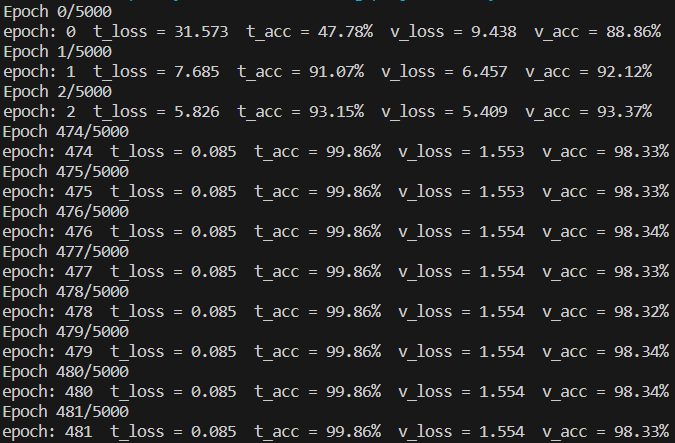 Epoch 0/5000
epoch: 0  t_loss = 31.573  t_acc = 47.78%  v_loss = 9.438  v_acc = 88.86%
Epoch 1/5000
epoch: 1  t_loss = 7.685  t_acc = 91.07%  v_loss = 6.457  v_acc = 92.12%
Epoch 2/5000
epoch: 2  t_loss = 5.826  t_acc = 93.15%  v_loss = 5.409  v_acc = 93.37%
Epoch 474/5000
epoch: 474  t_loss = 0.085  t_acc = 99.86%  v_loss = 1.553  v_acc = 98.33%
Epoch 475/5000
epoch: 475  t_loss = 0.085  t_acc = 99.86%  v_loss = 1.553  v_acc = 98.33%
Epoch 476/5000
epoch: 476  t_loss = 0.085  t_acc = 99.86%  v_loss = 1.554  v_acc = 98.34%
Epoch 477/5000
epoch: 477  t_loss = 0.085  t_acc = 99.86%  v_loss = 1.554  v_acc = 98.33%
Epoch 478/5000
epoch: 478  t_loss = 0.085  t_acc = 99.86%  v_loss = 1.554  v_acc = 98.32%
Epoch 479/5000
epoch: 479  t_loss = 0.085  t_acc = 99.86%  v_loss = 1.554  v_acc = 98.34%
Epoch 480/5000
epoch: 480  t_loss = 0.085  t_acc = 99.86%  v_loss = 1.554  v_acc = 98.34%
Epoch 481/5000
epoch: 481  t_loss = 0.085  t_acc = 99.86%  v_loss = 1.554  v_acc = 98.33%